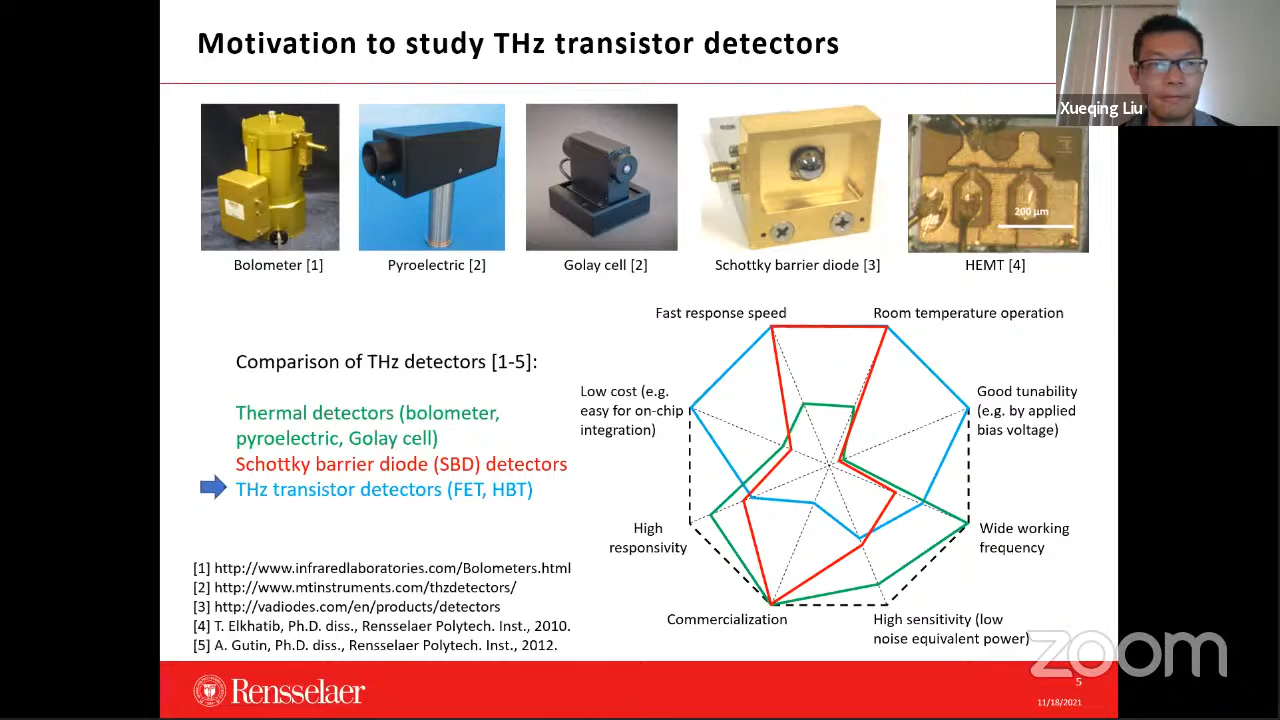 Motivation to study THz transistor detectors
Xueqing Liu
200 μm
Bolometer [1]
Pyroelectric [2]
Golay cell [2]
Schottky barrier diode [3]
HEMT [4]
Fast response speed
Room temperature operation
Comparison of THz detectors [1-5]:
Low cost (e.g.
easy for on-chip
integration)
Good tunability
(e.g. by applied
bias voltage)
Thermal detectors (bolometer,
pyroelectric, Golay cell)
Schottky barrier diode (SBD) detectors
THz transistor detectors (FET, HBT)
High
responsivity
Wide working
frequency
Commercialization
High sensitivity (low
noise equivalent power)
[1] http://www.infraredlaboratories.com/Bolometers.html
[2] http://www.mtinstruments.com/thzdetectors/
[3] http://vadiodes.com/en/products/detectors
[4] T. Elkhatib, Ph.D. diss., Rensselaer Polytech. Inst., 2010.
[5] A. Gutin, Ph.D. diss., Rensselaer Polytech. Inst., 2012.
zoom
Rensselaer
5
11/18/2021